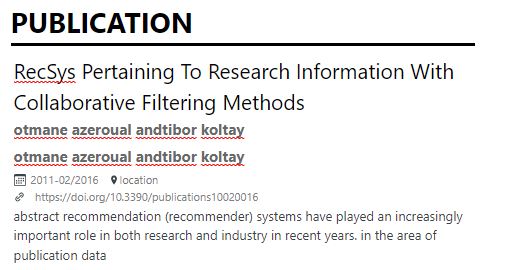 PUBLICATION
RecSys Pertaining To Research Information With
Collaborative Filtering Methods
otmane azeroual andtibor koltay
otmane azeroual andtibor koltay
2011-02/2016 location
https://doi.org/10.3390/publications10020016
abstract recommendation (recommender) systems have played an increasingly
important role in both research and industry in recent years. in the area of
publication data